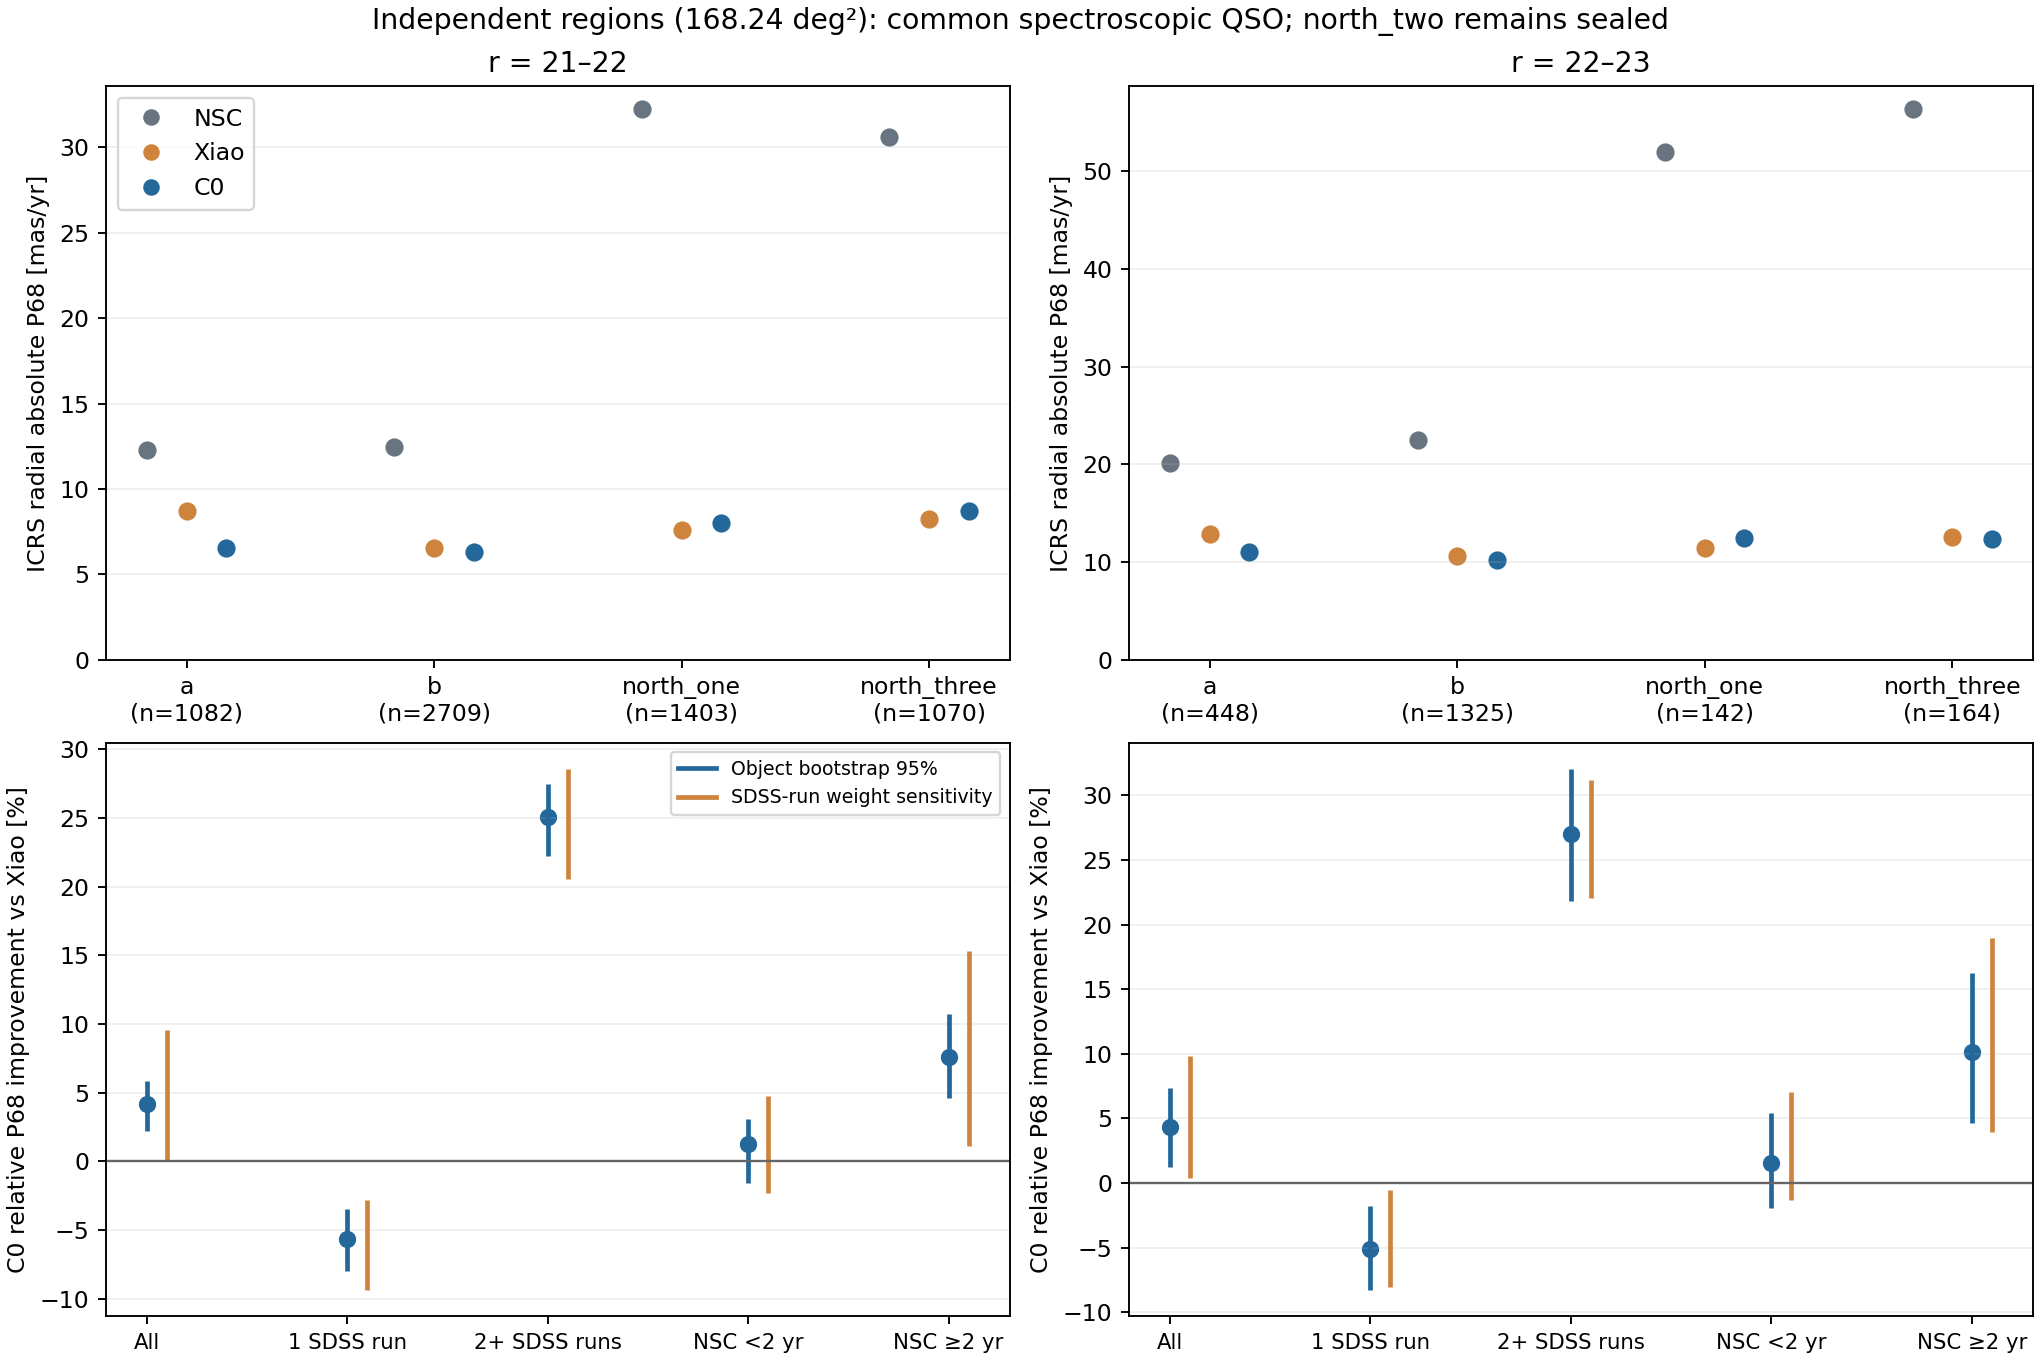 Independent regions (168.24 deg²): common spectroscopic QSO; north_two remains sealed
r = 21–22
ICRS radial absolute P68 [mas/yr]
30
25
20
15
10
5
0
NSC
Xiao
C0
a
(n=1082)
b
(n=2709)
north_one
(n=1403)
north_three
(n=1070)
r = 22–23
ICRS radial absolute P68 [mas/yr]
50
40
30
20
10
0
a
(n=448)
b
(n=1325)
north_one
(n=142)
north_three
(n=164)
C0 relative P68 improvement vs Xiao [%]
30
25
20
15
10
5
0
−5
−10
Object bootstrap 95%
SDSS-run weight sensitivity
All
1 SDSS run
2+ SDSS runs
NSC <2 yr
NSC ≥2 yr
C0 relative P68 improvement vs Xiao [%]
30
25
20
15
10
5
0
−5
−10
All
1 SDSS run
2+ SDSS runs
NSC <2 yr
NSC ≥2 yr